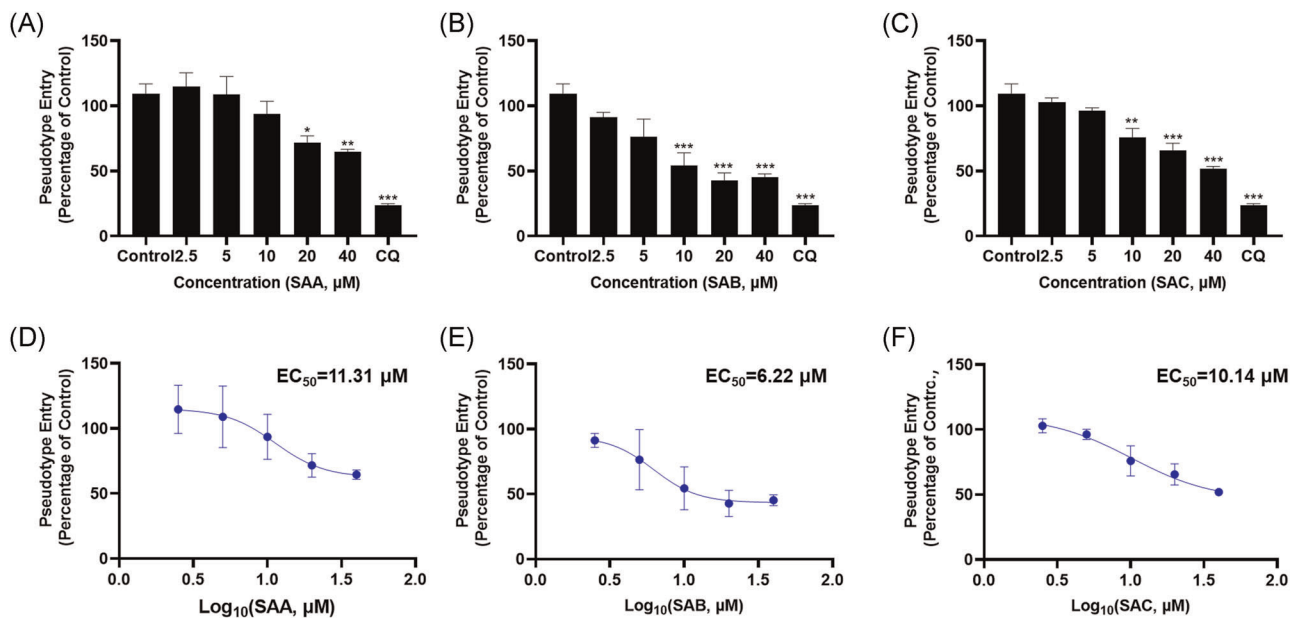 (A)
150
100
50
0
Pseudotype Entry
(Percentage of Control)
*
**
***
Control 2.5 5 10 20 40 CQ
Concentration (SAA, µM)
(B)
150
100
50
0
Pseudotype Entry
(Percentage of Control)
***
***
***
***
Control 2.5 5 10 20 40 CQ
Concentration (SAB, µM)
(C)
150
100
50
0
Pseudotype Entry
(Percentage of Control)
**
***
***
***
Control 2.5 5 10 20 40 CQ
Concentration (SAC, µM)
(D)
150
100
50
0
Pseudotype Entry
(Percentage of Control)
EC50=11.31 µM
0.0 0.5 1.0 1.5 2.0
Log10(SAA, µM)
(E)
150
100
50
0
Pseudotype Entry
(Percentage of Control)
EC50=6.22 µM
0.0 0.5 1.0 1.5 2.0
Log10(SAB, µM)
(F)
150
100
50
0
Pseudotype Entry
(Percentage of Contrc.,
EC50=10.14 µM
0.0 0.5 1.0 1.5 2.0
Log10(SAC, µM)